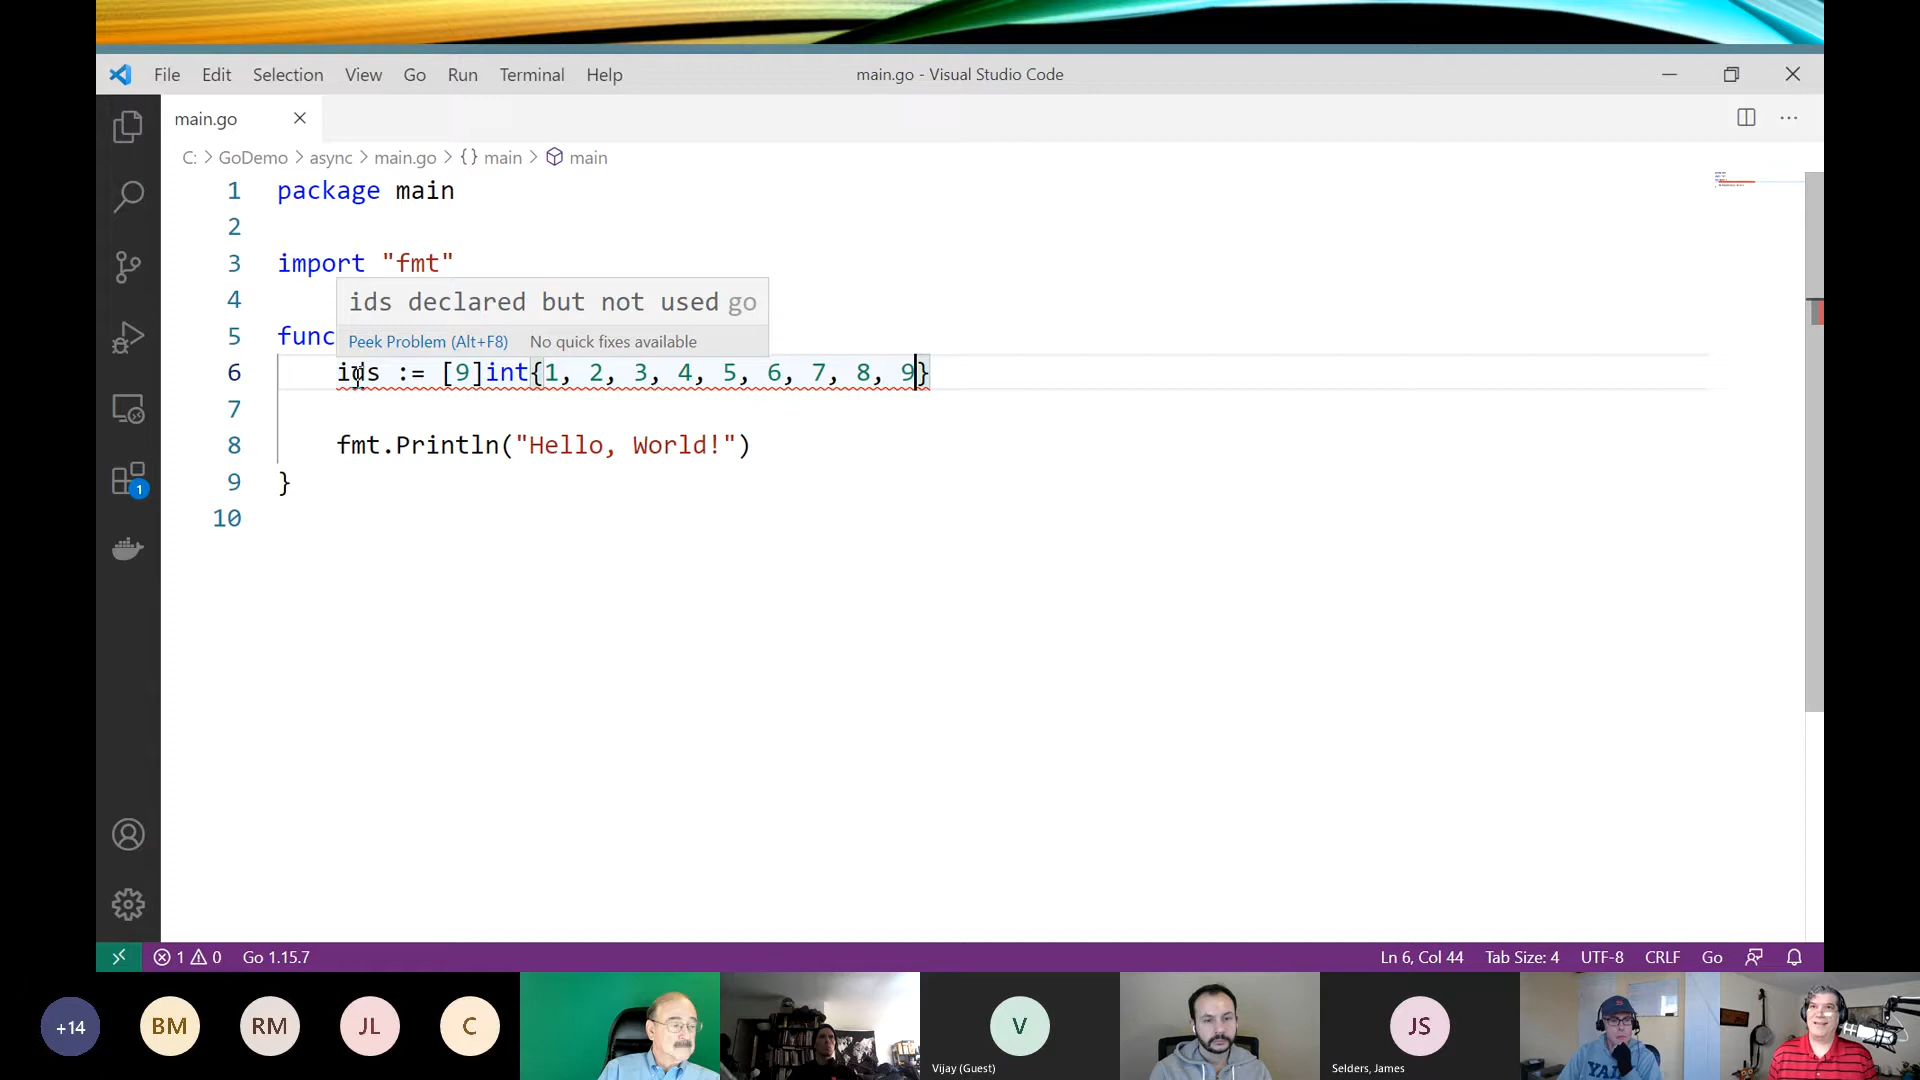 File Edit Selection View Go Run Terminal Help main.go - Visual Studio Code
main.go
C: > GoDemo > async > main.go > {} main > main
1 package main
2
3 import "fmt"
4
ids declared but not used go
Peek Problem (Alt+F8) No quick fixes available
5 func
6 ids := [9]int{1, 2, 3, 4, 5, 6, 7, 8, 9}
7
8 fmt.Println("Hello, World!")
9 }
10
1
1 0 Go 1.15.7 Ln 6, Col 44 Tab Size: 4 UTF-8 CRLF Go
+14 BM RM JL C V JS
Vijay (Guest) Selders, James